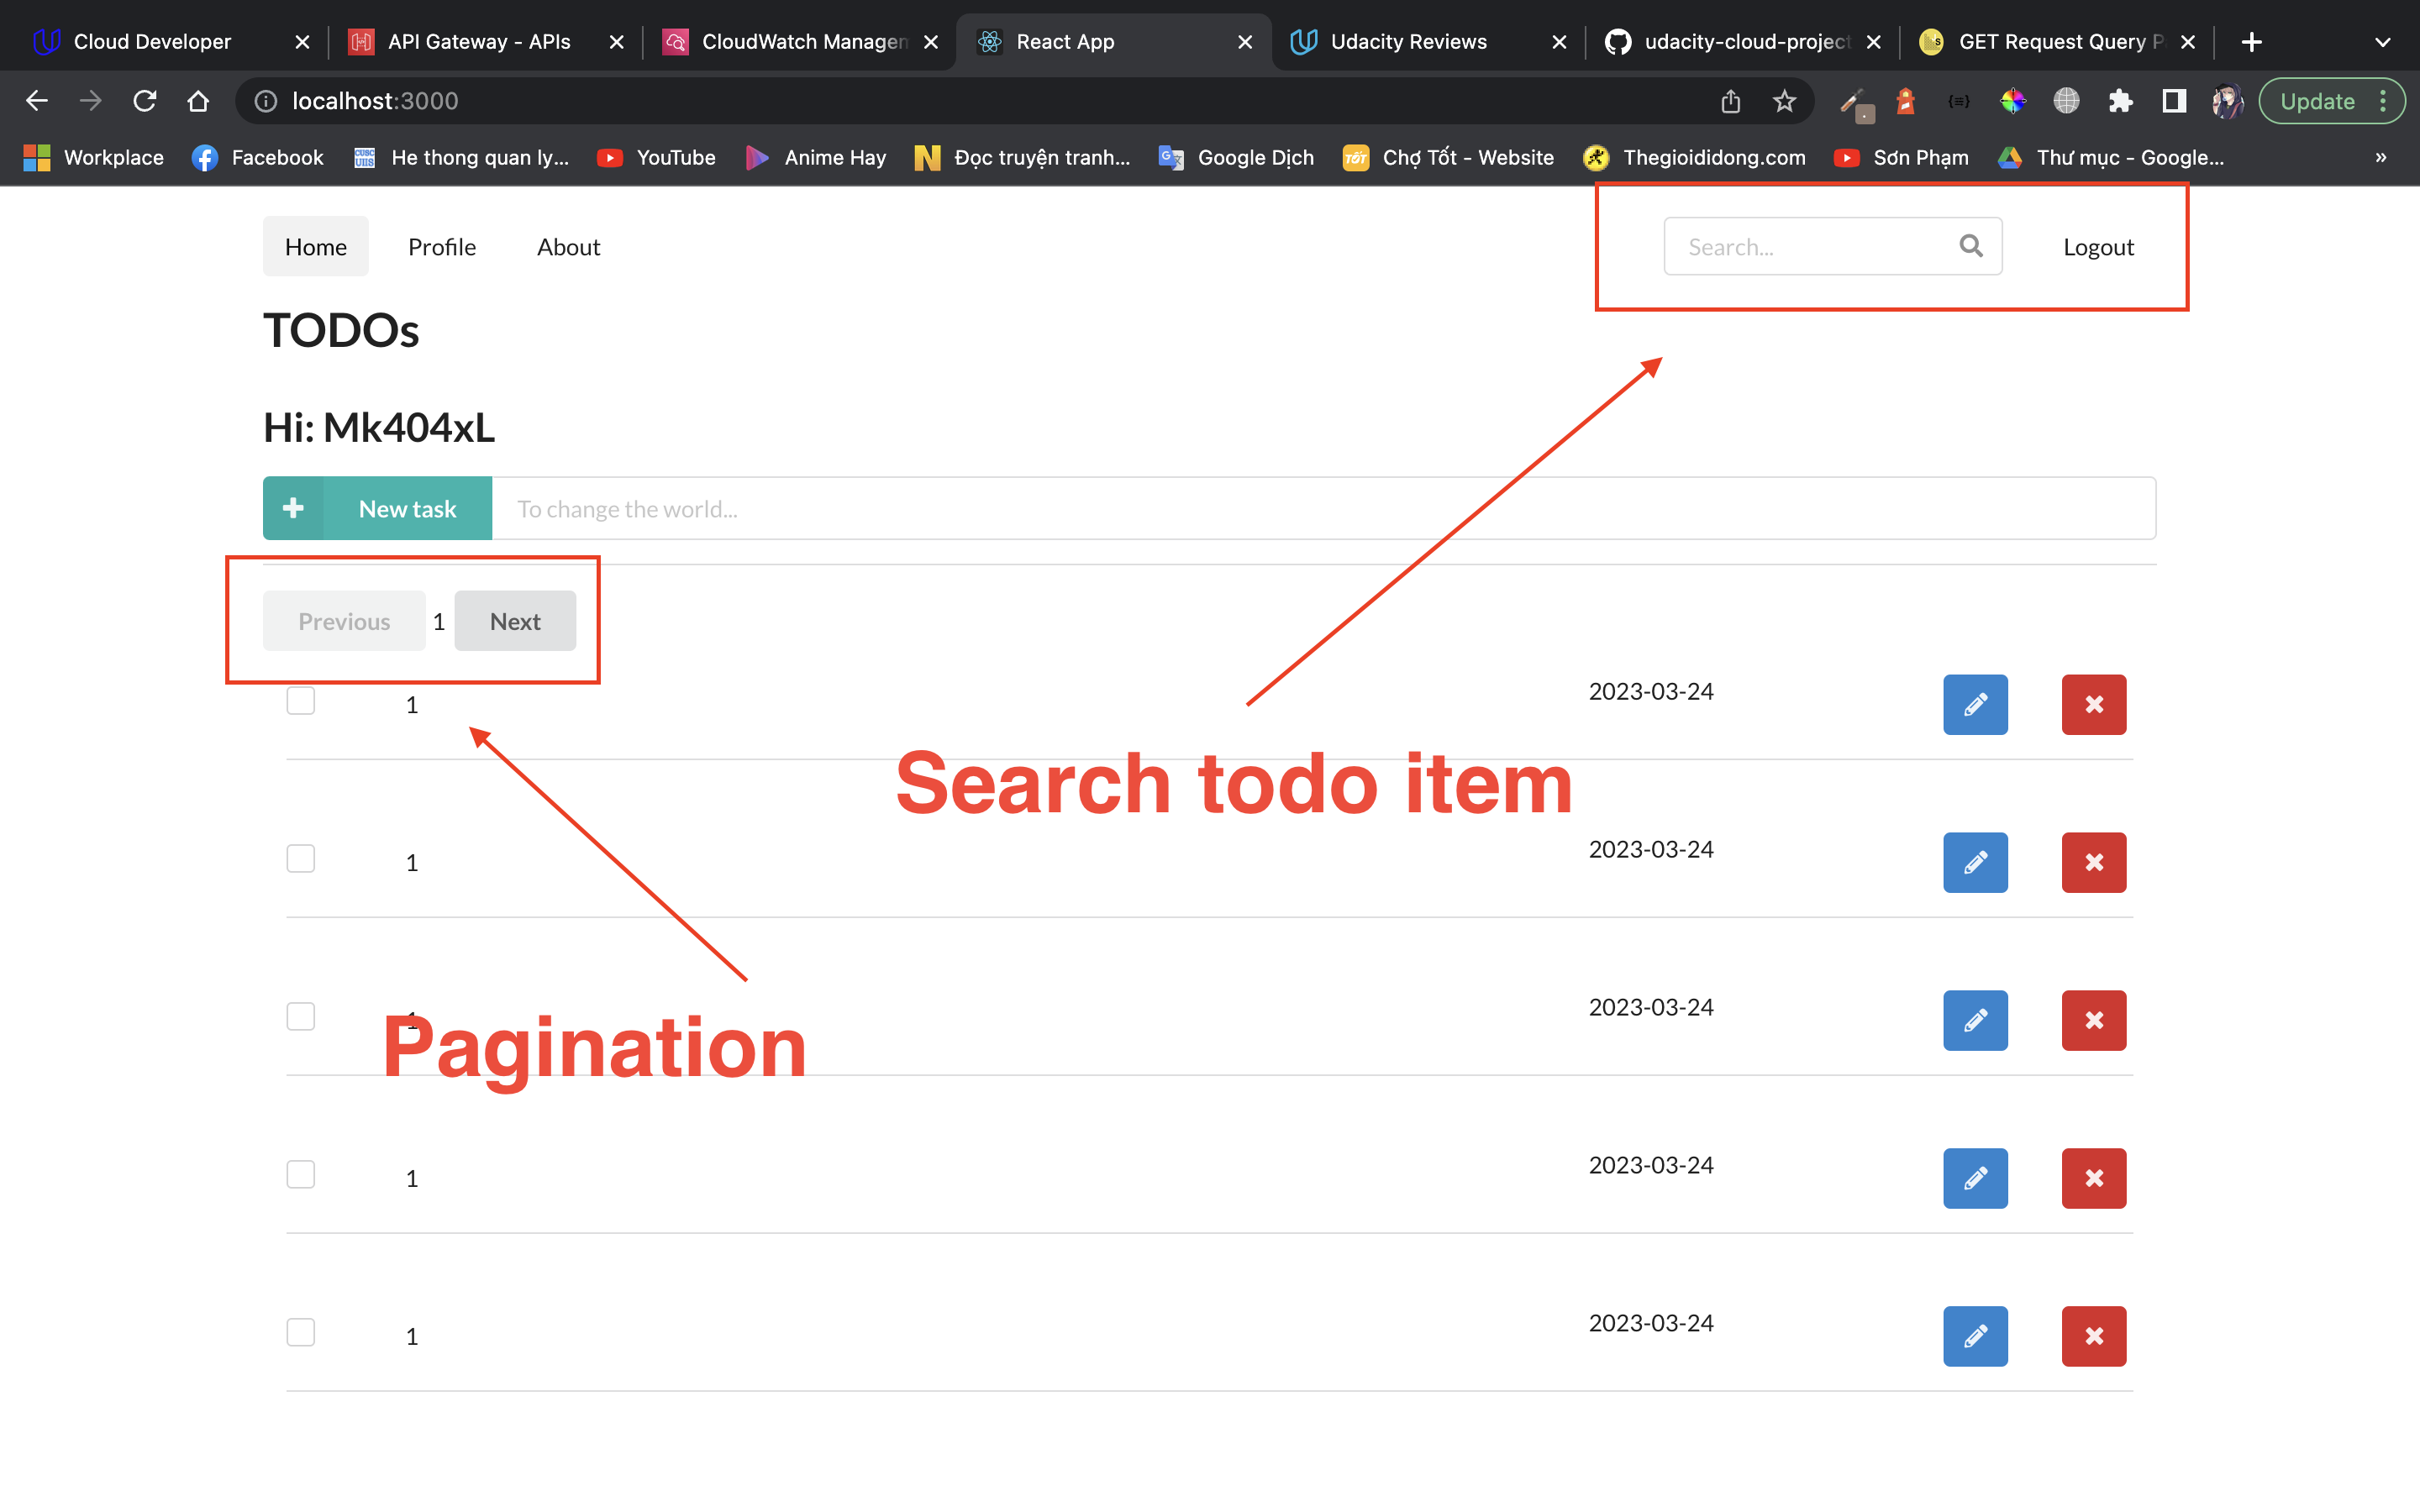 Cloud Developer
API Gateway - APIs
CloudWatch Managem
React App
Udacity Reviews
udacity-cloud-project
GET Request Query P
localhost:3000
Update
Workplace
Facebook
He thong quan ly...
YouTube
Anime Hay
Đọc truyện tranh...
Google Dịch
Chợ Tốt - Website
Thegioididong.com
Sơn Phạm
Thư mục - Google...
Home
Profile
About
Search...
Logout
TODOs
Hi: Mk404xL
New task
To change the world...
Previous
1
Next
1
2023-03-24
Search todo item
1
2023-03-24
1
2023-03-24
Pagination
1
2023-03-24
1
2023-03-24